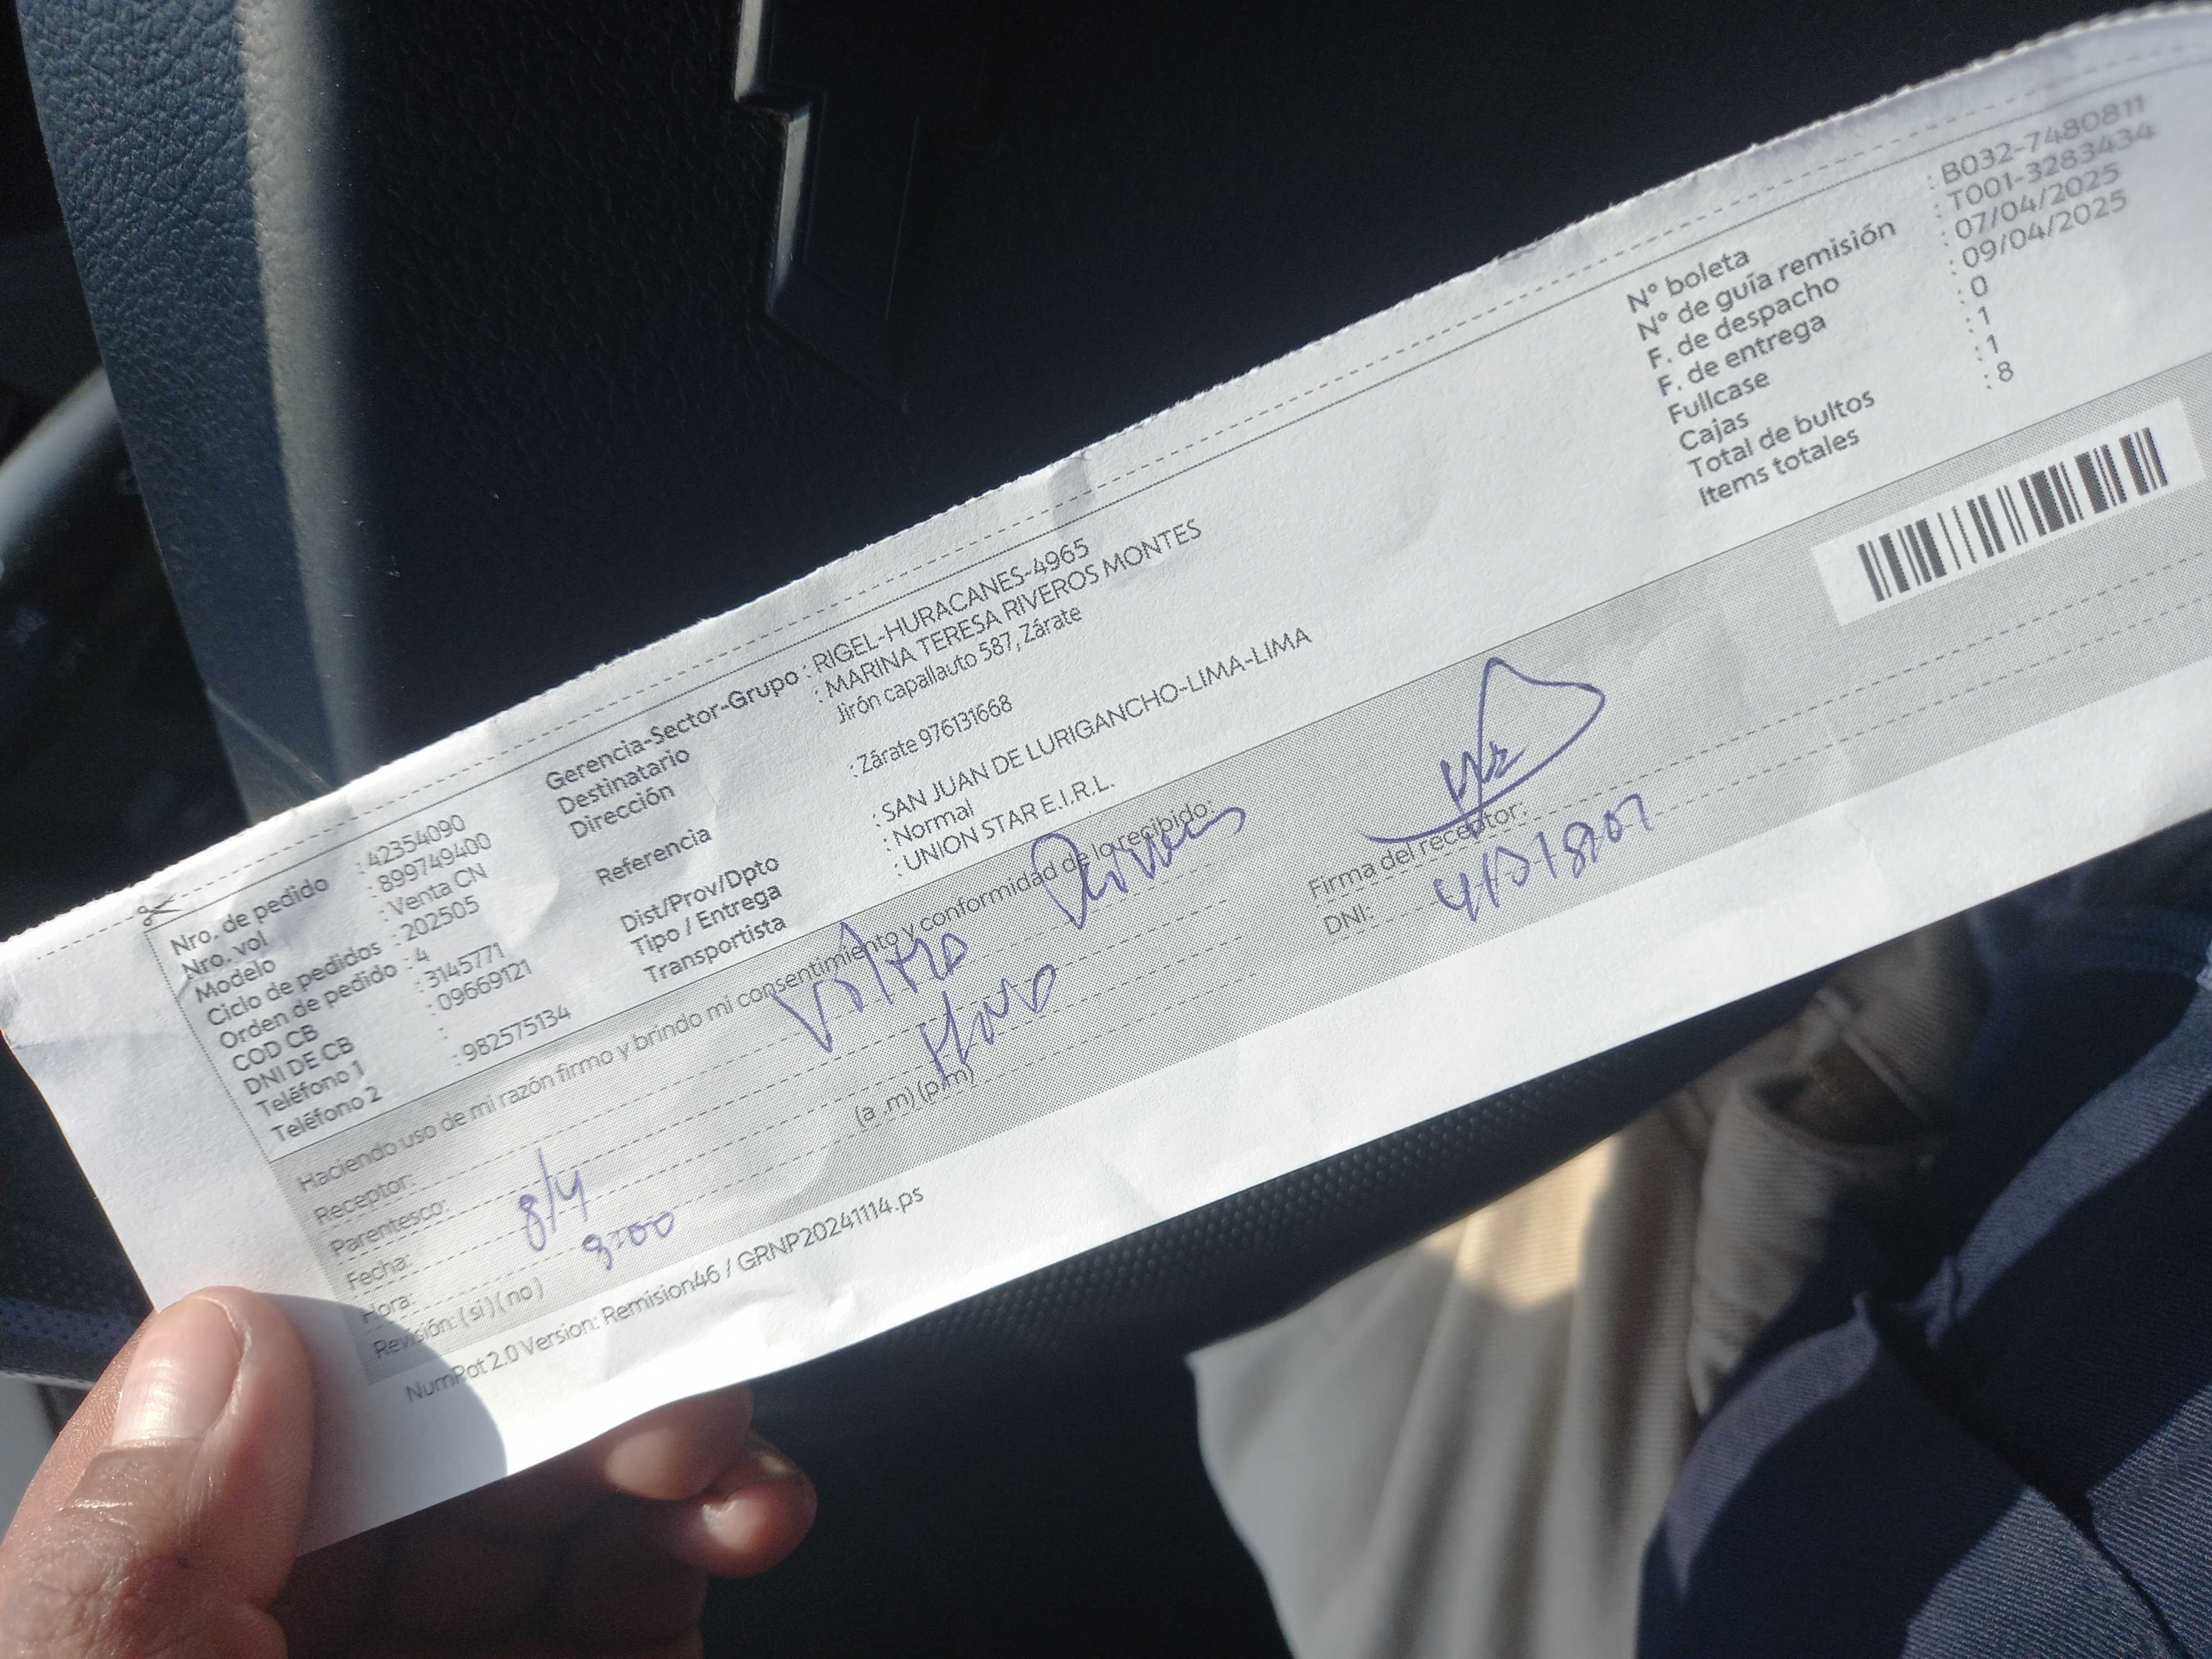 Nro. de pedido : 42354090
Nro. vol : 899749400
Modelo : Venta CN
Ciclo de pedidos : 202505
Orden de pedido : 4
COD CB : 3145771
DNI DE CB : 09669121
Teléfono 1 :
Teléfono 2 : 982575134
Gerencia-Sector-Grupo : RIGEL-HURACANES-4965
Destinatario : MARINA TERESA RIVEROS MONTES
Dirección Jirón capallauto 587, Zárate
Referencia : Zárate 976131668
Dist/Prov/Dpto : SAN JUAN DE LURIGANCHO-LIMA-LIMA
Tipo / Entrega : Normal
Transportista : UNION STAR E.I.R.L.
N° boleta : B032-7480811
N° de guía remisión : T001-3283434
F. de despacho : 07/04/2025
F. de entrega : 09/04/2025
Fullcase : 0
Cajas : 1
Total de bultos : 1
Items totales : 8
Haciendo uso de mi razón firmo y brindo mi consentimiento y conformidad de lo recibido:
Receptor:
Parentesco:
Fecha: 8/4
Hora: 3:00 (a .m) (p.m)
Revisión: ( si ) ( no )
Firma del receptor:
DNI:
NumPot 2.0 Version: Remision46 / GRNP20241114.ps